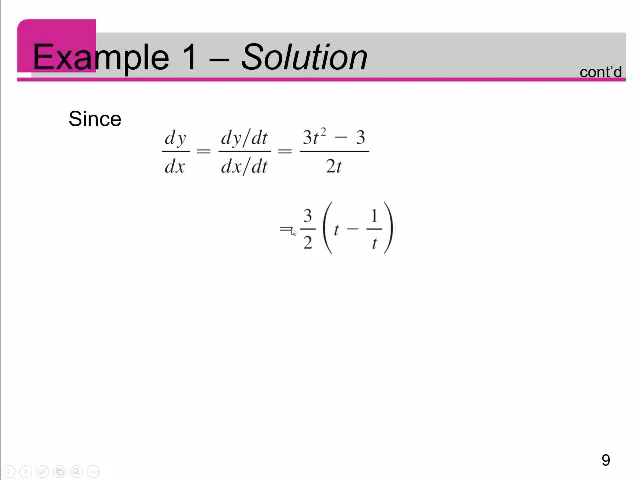 Example 1 – Solution
cont'd
Since
dy/dx = (dy/dt)/(dx/dt) = (3t² − 3)/(2t)
= 3/2 (t − 1/t)
9